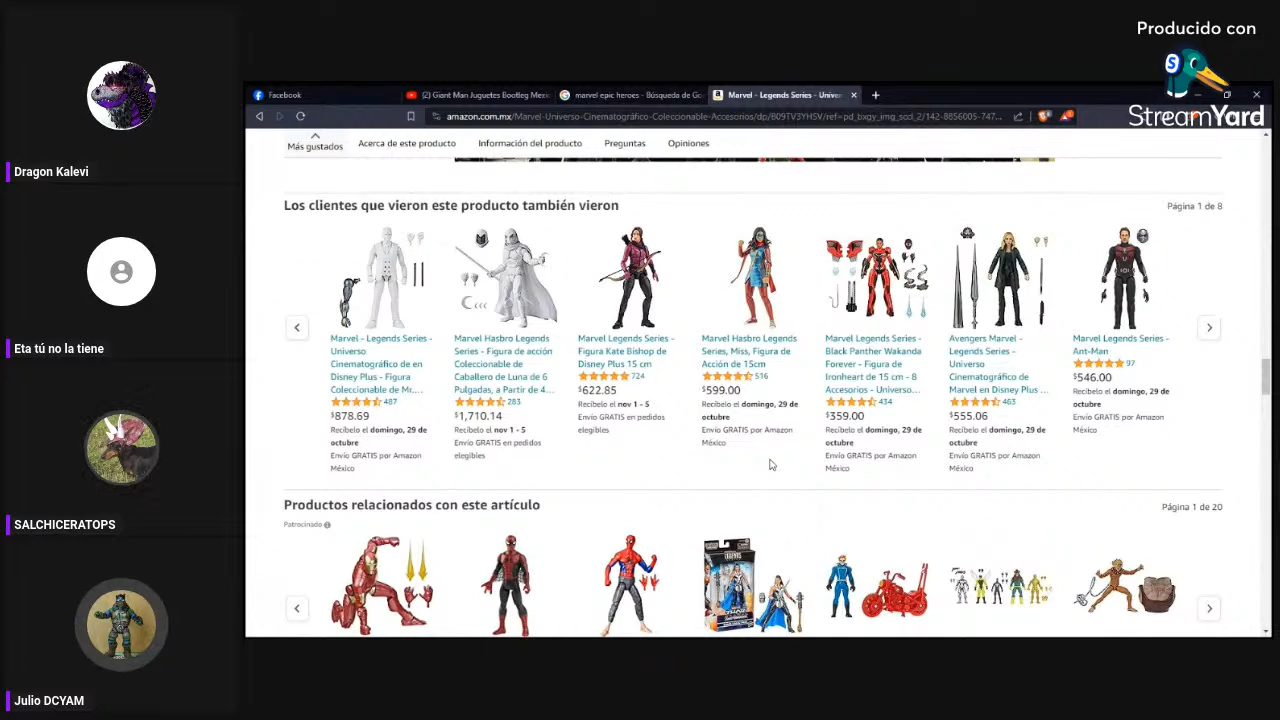 Producido con
StreamYard
Dragon Kalevi
Eta tú no la tiene
SALCHICERATOPS
Julio DCYAM
Facebook
(2) Giant Man Juguetes Bootleg Mexi
marvel epic heroes - Búsqueda de Go
Marvel - Legends Series - Univer
amazon.com.mx/Marvel-Universo-Cinematográfico-Coleccionable-Accesorios/dp/B09TV3YHSV/ref=pd_bxgy_img_scd_2/142-8856005-747...
Más gustados
Acerca de este producto
Información del producto
Preguntas
Opiniones
Los clientes que vieron este producto también vieron
Página 1 de 8
Marvel - Legends Series -
Universo
Cinematográfico de en
Disney Plus - Figura
Coleccionable de Mr....
487
$878.69
Recíbelo el domingo, 29 de
octubre
Envío GRATIS por Amazon
México
Marvel Hasbro Legends
Series - Figura de acción
Coleccionable de
Caballero de Luna de 6
Pulgadas, a Partir de 4...
283
$1,710.14
Recíbelo el nov 1 - 5
Envío GRATIS en pedidos
elegibles
Marvel Legends Series -
Figura Kate Bishop de
Disney Plus 15 cm
724
$622.85
Recíbelo el nov 1 - 5
Envío GRATIS en pedidos
elegibles
Marvel Hasbro Legends
Series, Miss, Figura de
Acción de 15cm
516
$599.00
Recíbelo el domingo, 29 de
octubre
Envío GRATIS por Amazon
México
Marvel Legends Series -
Black Panther Wakanda
Forever - Figura de
Ironheart de 15 cm - 8
Accesorios - Universo...
434
$359.00
Recíbelo el domingo, 29 de
octubre
Envío GRATIS por Amazon
México
Avengers Marvel -
Legends Series -
Universo
Cinematográfico de
Marvel en Disney Plus ...
463
$555.06
Recíbelo el domingo, 29 de
octubre
Envío GRATIS por Amazon
México
Marvel Legends Series -
Ant-Man
97
$546.00
Recíbelo el domingo, 29 de
octubre
Envío GRATIS por Amazon
México
Productos relacionados con este artículo
Página 1 de 20
Patrocinado